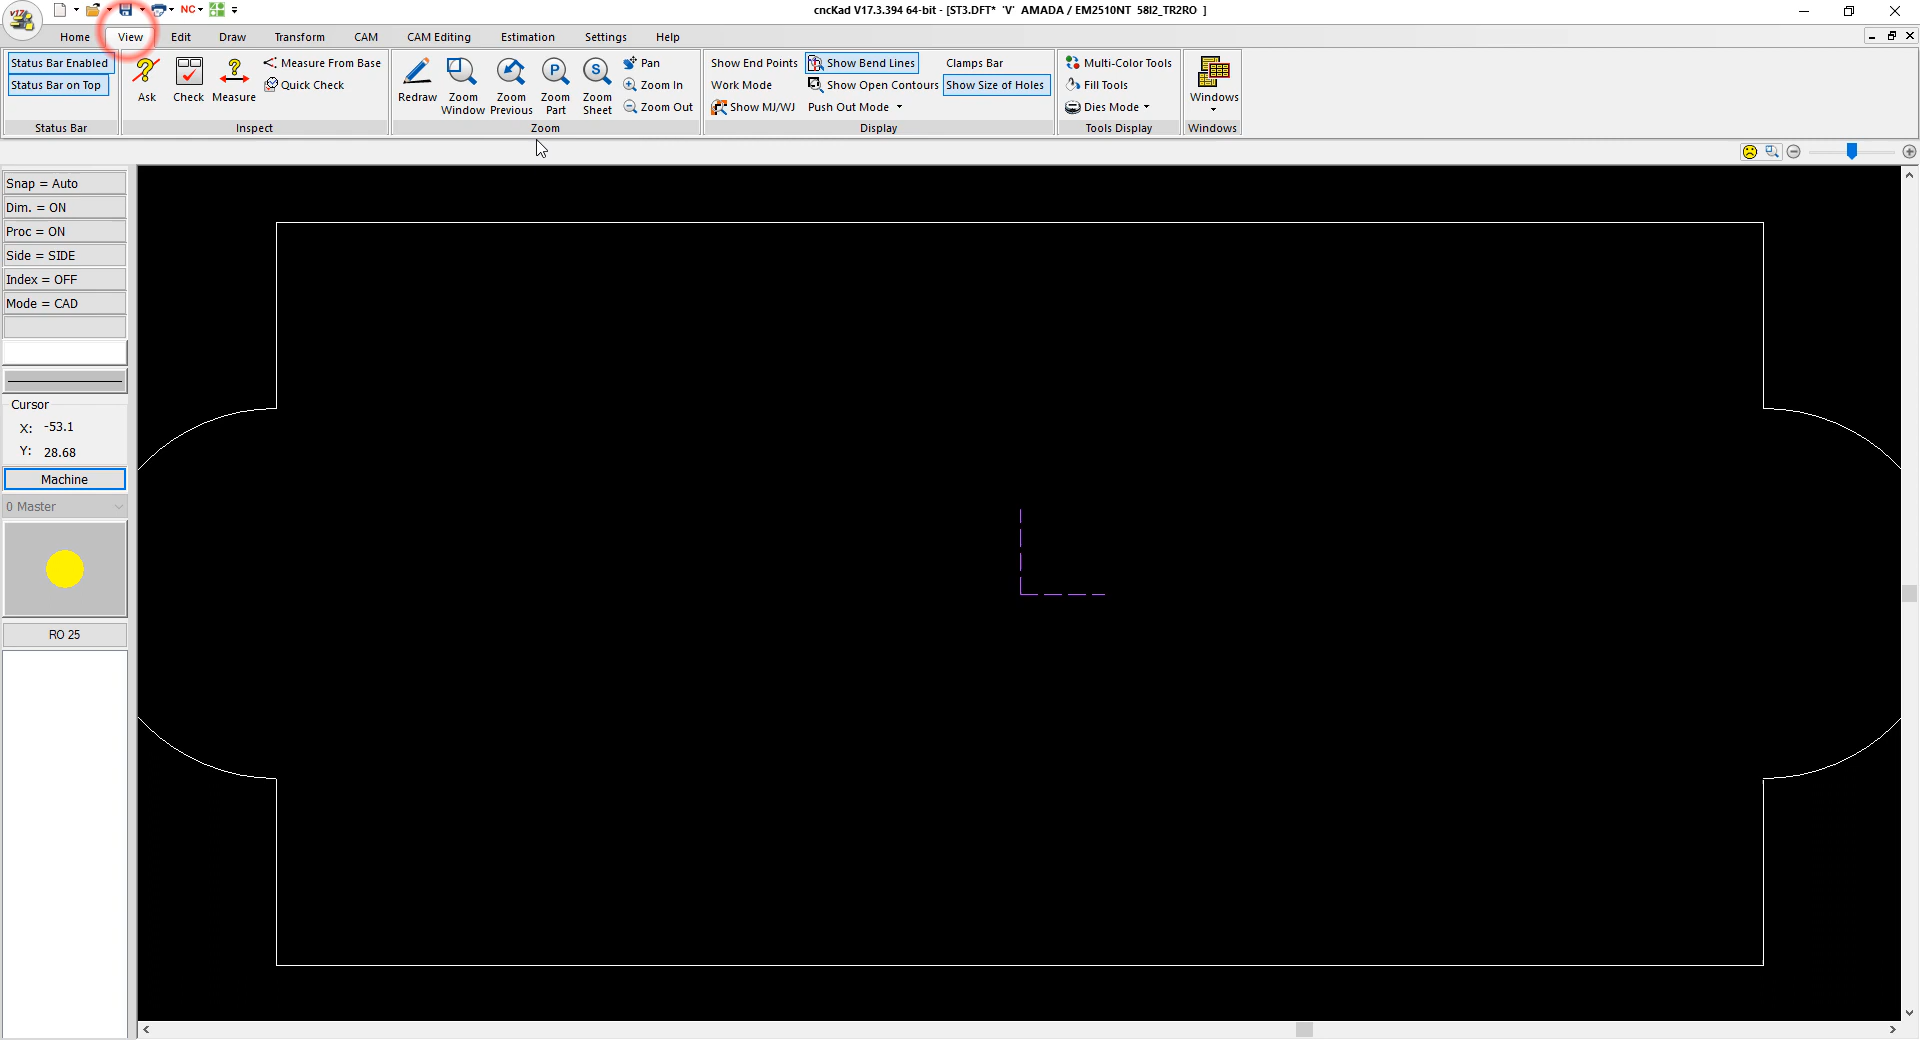 v17
NC
cncKad V17.3.394 64-bit - [ST3.DFT* 'V' AMADA / EM2510NT 58I2_TR2RO ]
Home View Edit Draw Transform CAM CAM Editing Estimation Settings Help
Status Bar Enabled
Status Bar on Top
Status Bar
Ask
Check
Measure
Measure From Base
Quick Check
Inspect
Redraw
Zoom
Window
Zoom
Previous
Zoom
Part
Zoom
Sheet
Pan
Zoom In
Zoom Out
Zoom
Show End Points
Work Mode
Show MJ/WJ
Show Bend Lines
Show Open Contours
Push Out Mode
Clamps Bar
Show Size of Holes
Display
Multi-Color Tools
Fill Tools
Dies Mode
Tools Display
Windows
Windows
Snap = Auto
Dim. = ON
Proc = ON
Side = SIDE
Index = OFF
Mode = CAD
Cursor
X: -53.1
Y: 28.68
Machine
0 Master
RO 25